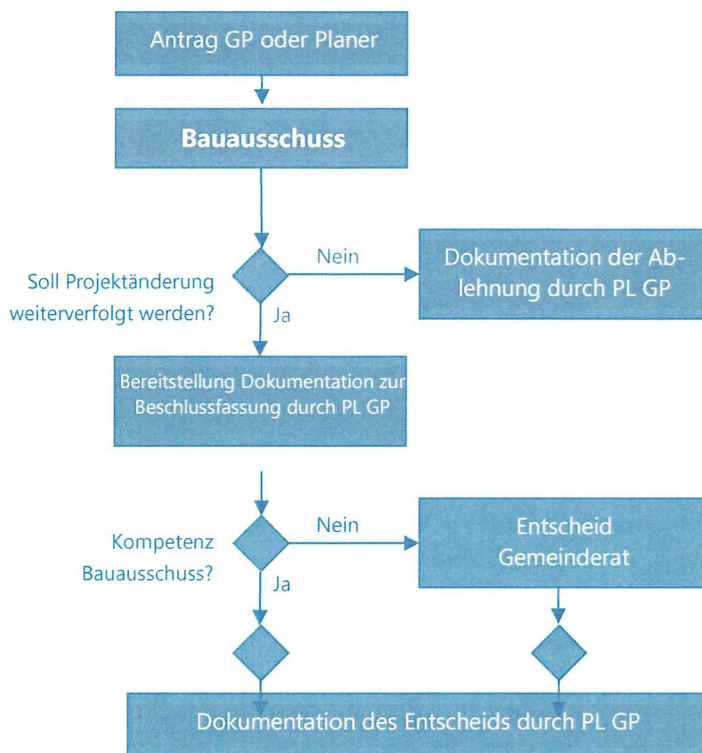 Antrag GP oder Planer
Bauausschuss
Nein
Soll Projektänderung
weiterverfolgt werden?
Dokumentation der Ab-
lehnung durch PL GP
Ja
Bereitstellung Dokumentation zur
Beschlussfassung durch PL GP
Nein
Kompetenz
Bauausschuss?
Entscheid
Gemeinderat
Ja
Dokumentation des Entscheids durch PL GP